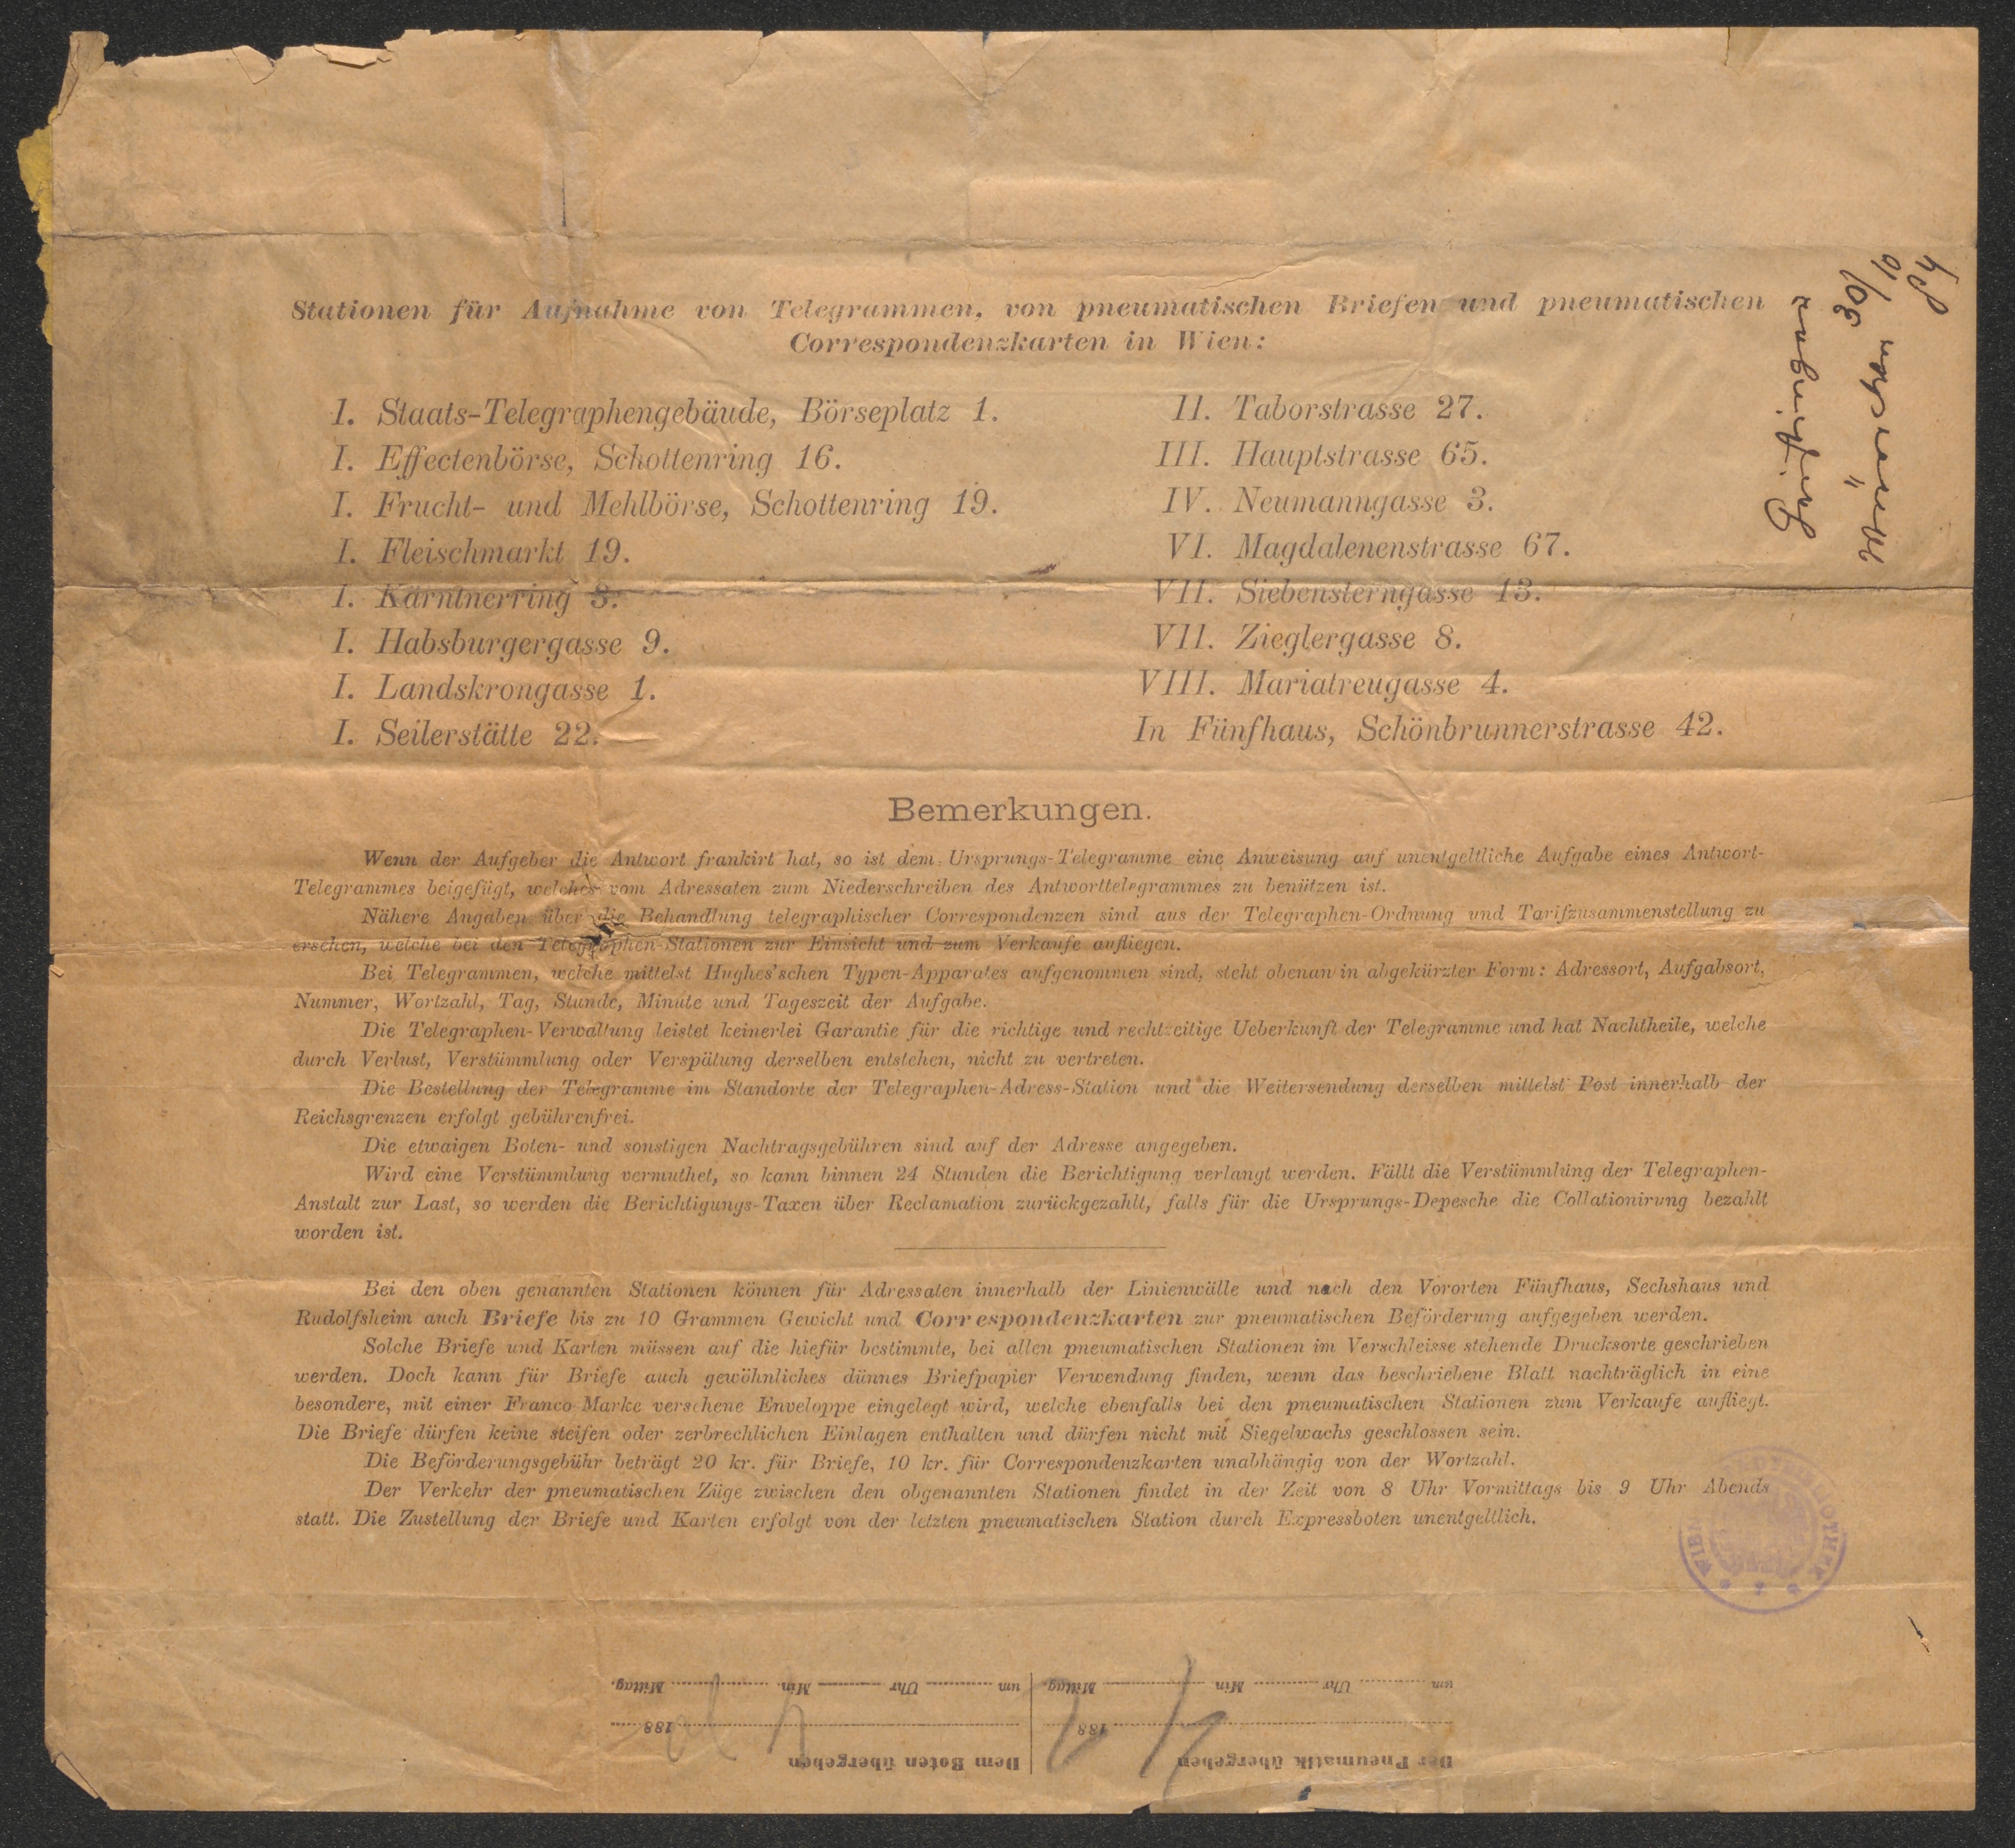 Stationen für Aufnahme von Telegrammen, von pneumatischen Briefen und pneumatischen
Correspondenzkarten in Wien:
I. Staats-Telegraphengebäude, Börseplatz 1.
I. Effectenbörse, Schottenring 16.
I. Frucht- und Mehlbörse, Schottenring 19.
I. Fleischmarkt 19.
I. Kärntnerring 3.
I. Habsburgergasse 9.
I. Landskrongasse 1.
I. Seilerstätte 22.
II. Taborstrasse 27.
III. Hauptstrasse 65.
IV. Neumanngasse 3.
VI. Magdalenenstrasse 67.
VII. Siebensterngasse 13.
VII. Zieglergasse 8.
VIII. Mariatreugasse 4.
In Fünfhaus, Schönbrunnerstrasse 42.
Bemerkungen.
Wenn der Aufgeber die Antwort frankirt hat, so ist dem Ursprungs-Telegramme eine Anweisung auf unentgeltliche Aufgabe eines Antwort-
Telegrammes beigefügt, welches vom Adressaten zum Niederschreiben des Antworttelegrammes zu benützen ist.
Nähere Angaben über die Behandlung telegraphischer Correspondenzen sind aus der Telegraphen-Ordnung und Tarifzusammenstellung zu
ersehen, welche bei den Telegraphen-Stationen zur Einsicht und zum Verkaufe aufliegen.
Bei Telegrammen, welche mittelst Hughes'schen Typen-Apparates aufgenommen sind, steht obenan in abgekürzter Form: Adressort, Aufgabsort,
Nummer, Wortzahl, Tag, Stunde, Minute und Tageszeit der Aufgabe.
Die Telegraphen-Verwaltung leistet keinerlei Garantie für die richtige und rechtzeitige Ueberkunft der Telegramme und hat Nachtheile, welche
durch Verlust, Verstümmlung oder Verspätung derselben entstehen, nicht zu vertreten.
Die Bestellung der Telegramme im Standorte der Telegraphen-Adress-Station und die Weitersendung derselben mittelst Post innerhalb der
Reichsgrenzen erfolgt gebührenfrei.
Die etwaigen Boten- und sonstigen Nachtragsgebühren sind auf der Adresse angegeben.
Wird eine Verstümmlung vermuthet, so kann binnen 24 Stunden die Berichtigung verlangt werden. Fällt die Verstümmlung der Telegraphen-
Anstalt zur Last, so werden die Berichtigungs-Taxen über Reclamation zurückgezahlt, falls für die Ursprungs-Depesche die Collationirung bezahlt
worden ist.
Bei den oben genannten Stationen können für Adressaten innerhalb der Linienwälle und nach den Vororten Fünfhaus, Sechshaus und
Rudolfsheim auch Briefe bis zu 10 Grammen Gewicht und Correspondenzkarten zur pneumatischen Beförderung aufgegeben werden.
Solche Briefe und Karten müssen auf die hiefür bestimmte, bei allen pneumatischen Stationen im Verschleisse stehende Drucksorte geschrieben
werden. Doch kann für Briefe auch gewöhnliches dünnes Briefpapier Verwendung finden, wenn das beschriebene Blatt nachträglich in eine
besondere, mit einer Franco-Marke versehene Enveloppe eingelegt wird, welche ebenfalls bei den pneumatischen Stationen zum Verkaufe aufliegt.
Die Briefe dürfen keine steifen oder zerbrechlichen Einlagen enthalten und dürfen nicht mit Siegelwachs geschlossen sein.
Die Beförderungsgebühr beträgt 20 kr. für Briefe, 10 kr. für Correspondenzkarten unabhängig von der Wortzahl.
Der Verkehr der pneumatischen Züge zwischen den obgenannten Stationen findet in der Zeit von 8 Uhr Vormittags bis 9 Uhr Abends
statt. Die Zustellung der Briefe und Karten erfolgt von der letzten pneumatischen Station durch Expressboten unentgeltlich.
Der Pneumatik übergeben
188
um Uhr Min Mittag.
Dem Boten übergeben
188
um Uhr Min Mittag.